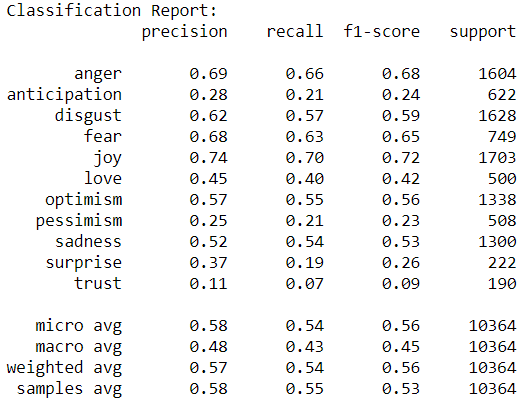 Classification Report:
precision recall f1-score support
anger 0.69 0.66 0.68 1604
anticipation 0.28 0.21 0.24 622
disgust 0.62 0.57 0.59 1628
fear 0.68 0.63 0.65 749
joy 0.74 0.70 0.72 1703
love 0.45 0.40 0.42 500
optimism 0.57 0.55 0.56 1338
pessimism 0.25 0.21 0.23 508
sadness 0.52 0.54 0.53 1300
surprise 0.37 0.19 0.26 222
trust 0.11 0.07 0.09 190
micro avg 0.58 0.54 0.56 10364
macro avg 0.48 0.43 0.45 10364
weighted avg 0.57 0.54 0.56 10364
samples avg 0.58 0.55 0.53 10364